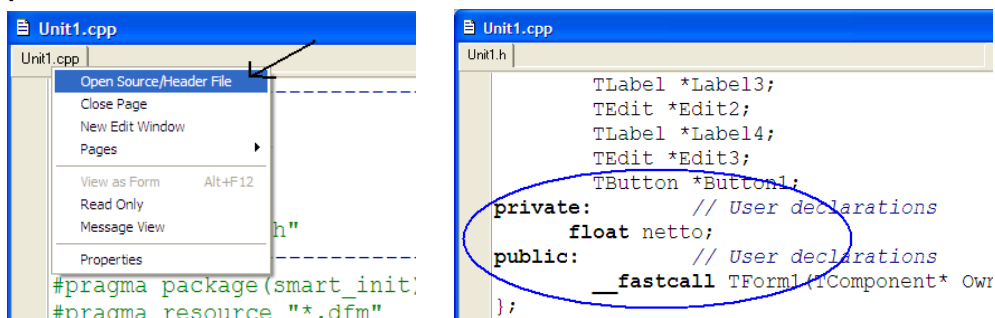 Unit1.cpp
Unit1.cpp
Open Source/Header File
Close Page
New Edit Window
Pages
View as Form Alt+F12
Read Only
Message View
Properties
h"
#pragma package(smart_init)
#pragma resource "*.dfm"
Unit1.cpp
Unit1.h
TLabel *Label3;
TEdit *Edit2;
TLabel *Label4;
TEdit *Edit3;
TButton *Button1;
private: // User declarations
float netto;
public: // User declarations
__fastcall TForm1(TComponent* Own
};